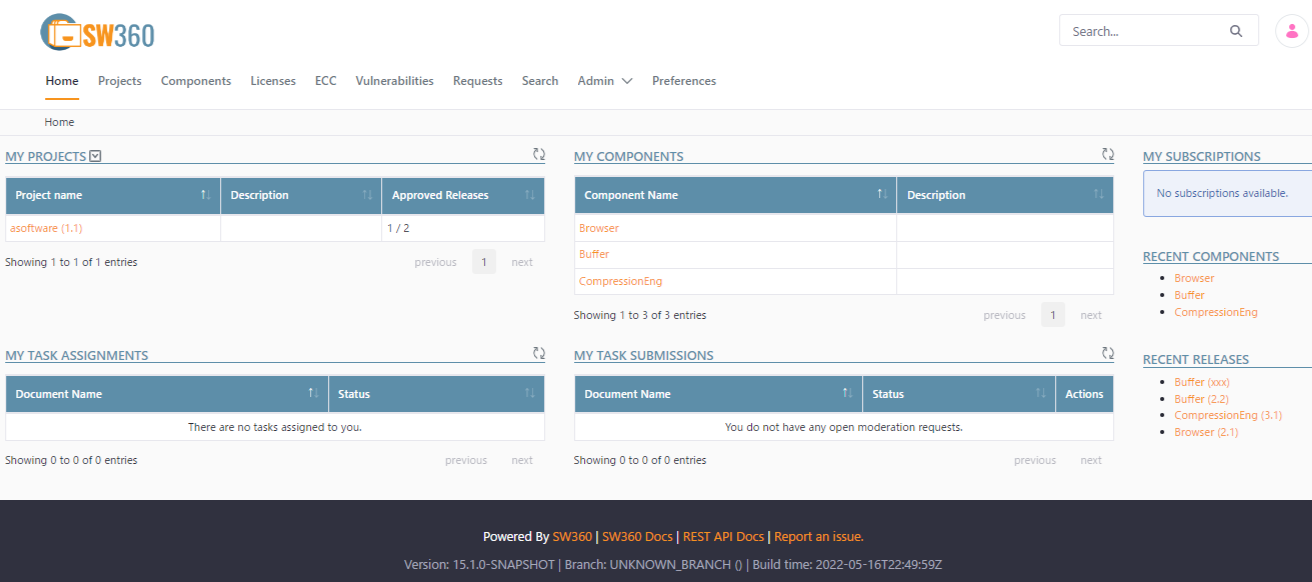 SW360
Search...
Home Projects Components Licenses ECC Vulnerabilities Requests Search Admin Preferences
Home
MY PROJECTS
Project name Description Approved Releases
asoftware (1.1) 1 / 2
Showing 1 to 1 of 1 entries previous 1 next
MY COMPONENTS
Component Name Description
Browser
Buffer
CompressionEng
Showing 1 to 3 of 3 entries previous 1 next
MY SUBSCRIPTIONS
No subscriptions available.
RECENT COMPONENTS
Browser
Buffer
CompressionEng
MY TASK ASSIGNMENTS
Document Name Status
There are no tasks assigned to you.
Showing 0 to 0 of 0 entries previous next
MY TASK SUBMISSIONS
Document Name Status Actions
You do not have any open moderation requests.
Showing 0 to 0 of 0 entries previous next
RECENT RELEASES
Buffer (xxx)
Buffer (2.2)
CompressionEng (3.1)
Browser (2.1)
Powered By SW360 | SW360 Docs | REST API Docs | Report an issue.
Version: 15.1.0-SNAPSHOT | Branch: UNKNOWN_BRANCH () | Build time: 2022-05-16T22:49:59Z